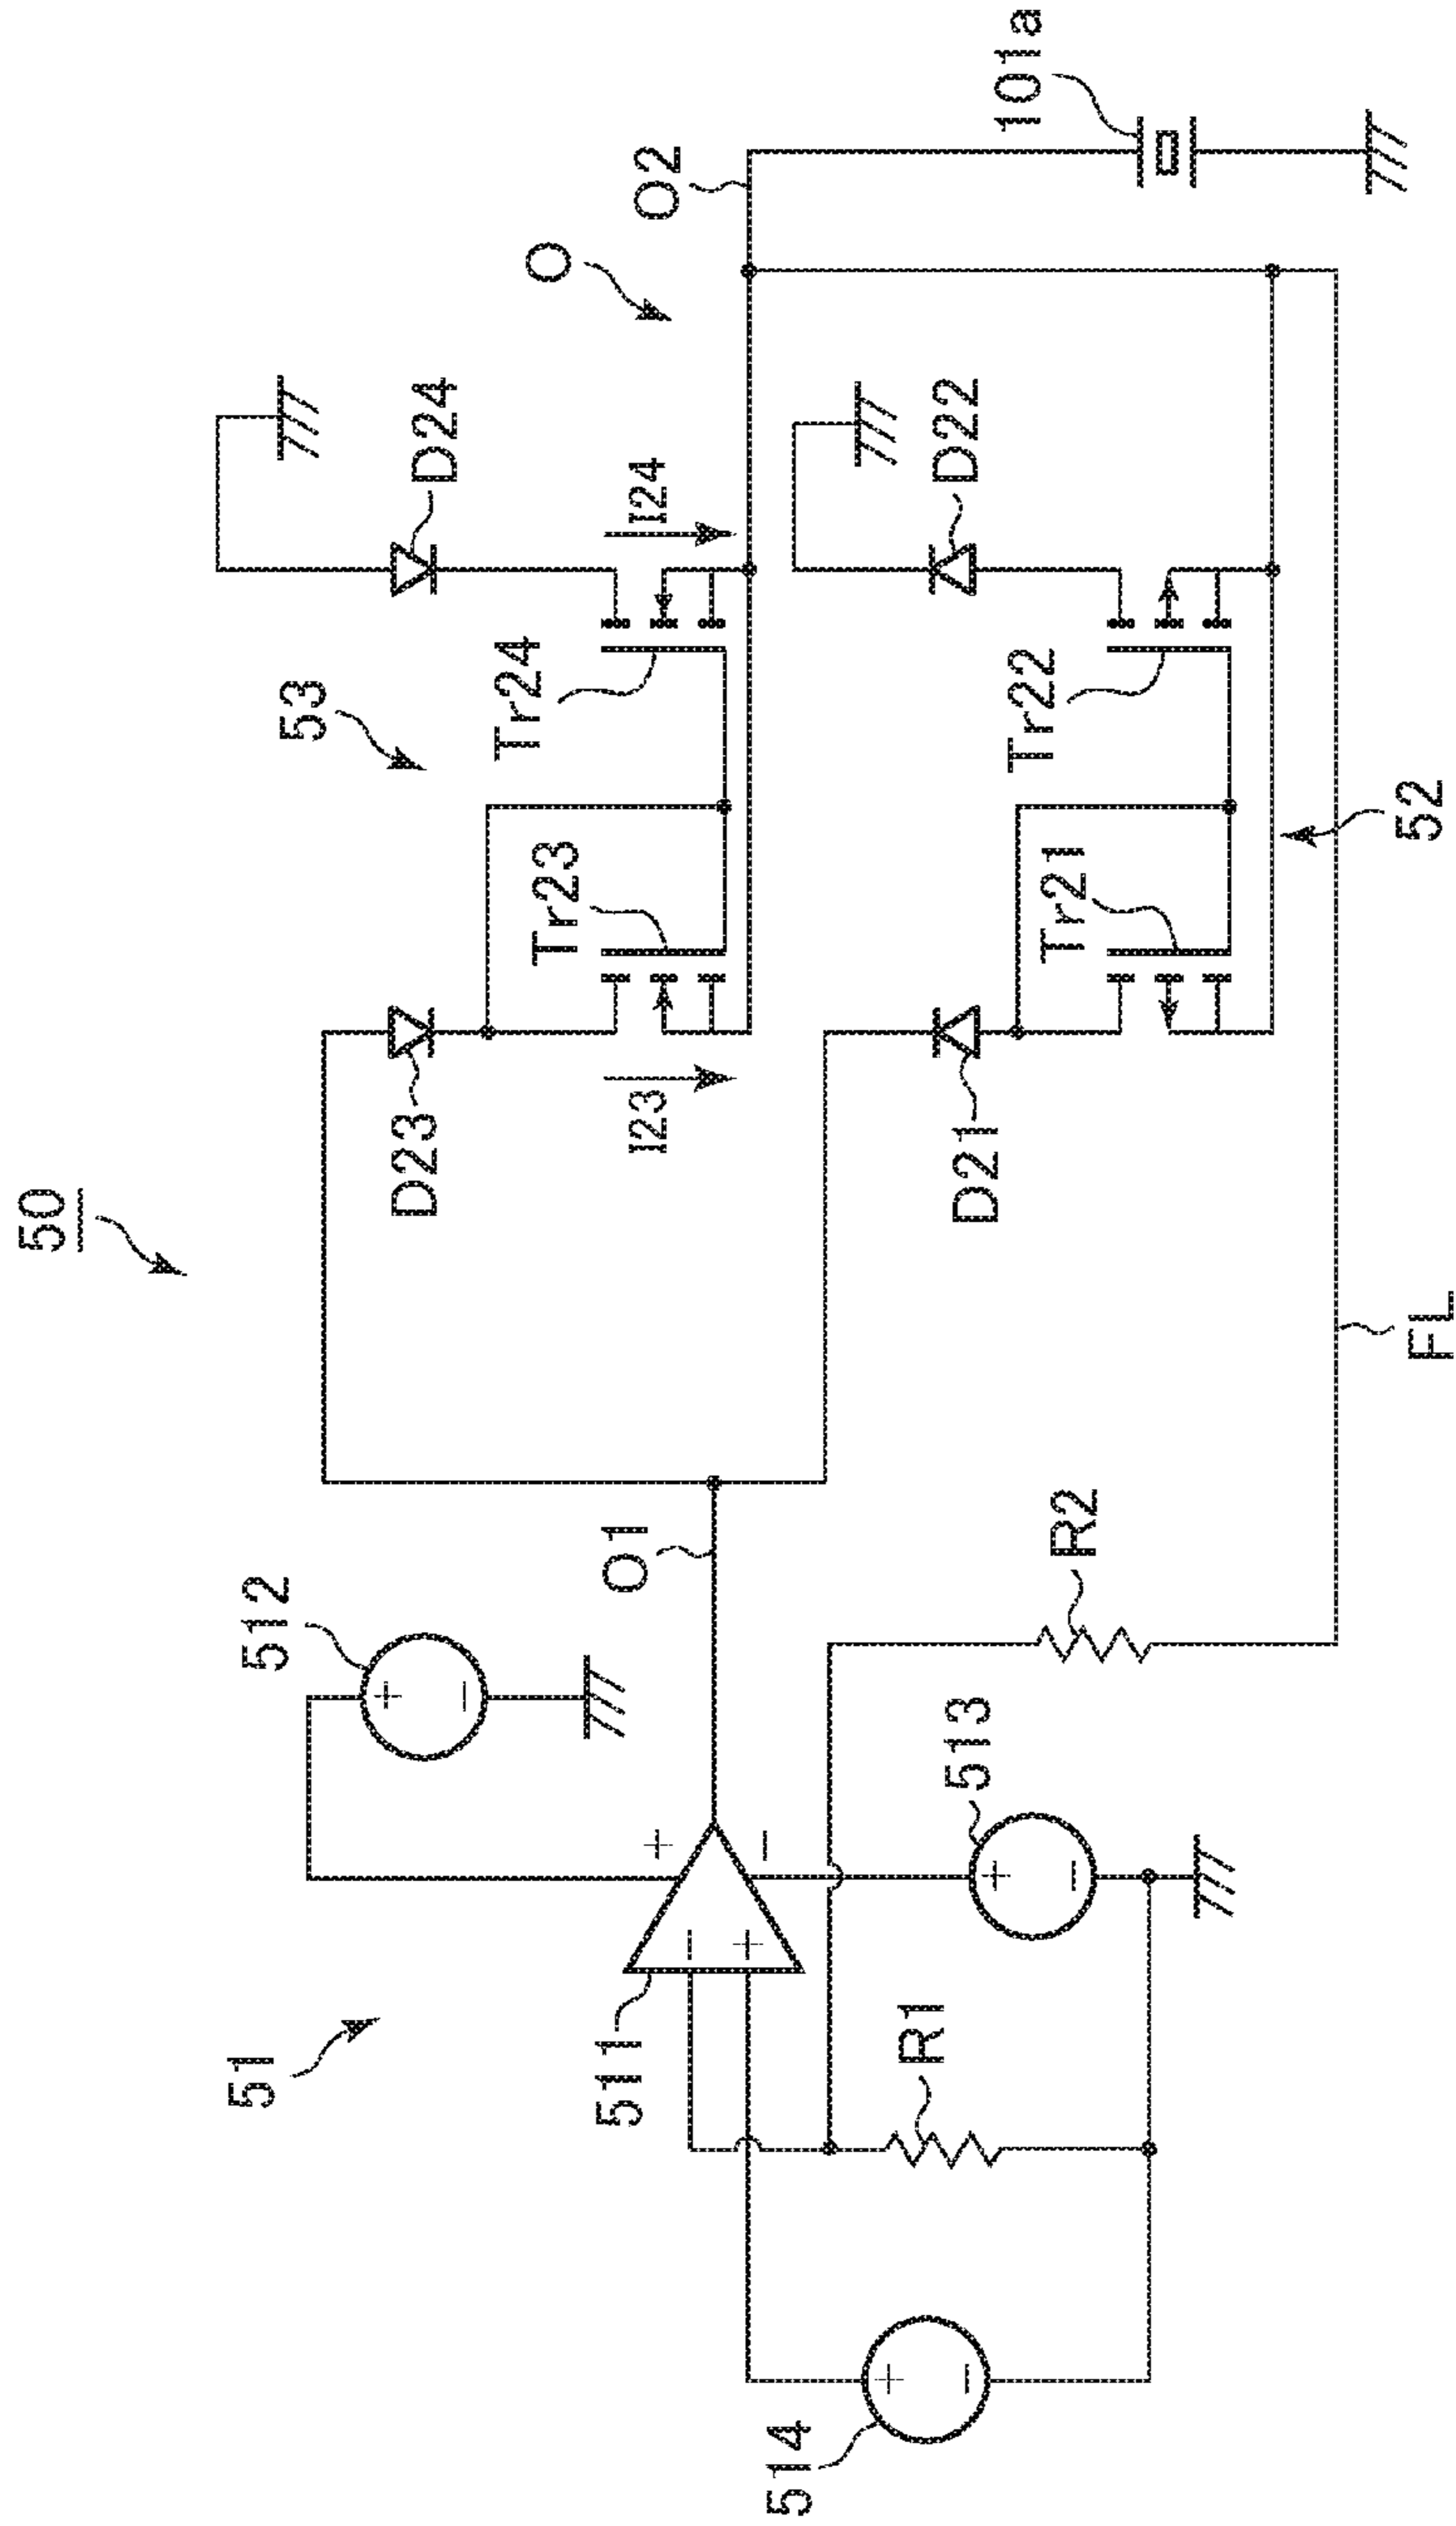 50
51
511
512
513
514
+
−
+
−
+
−
+
−
+
−
R1
R2
O1
FL
53
D23
D24
Tr23
Tr24
I23
I24
O
O2
101a
D21
D22
Tr21
Tr22
52